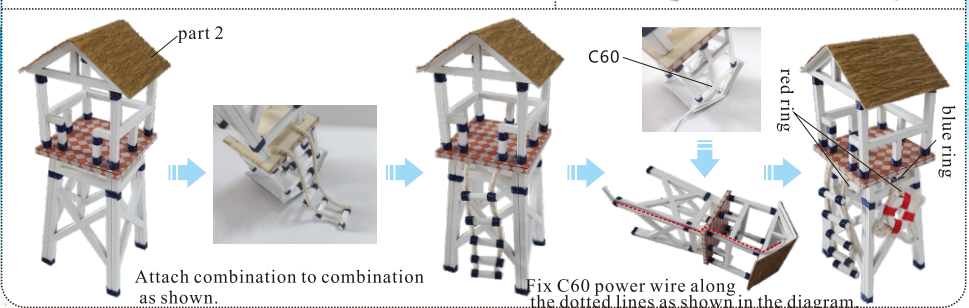 part 2
C60
red ring
blue ring
Attach combination to combination
as shown.
Fix C60 power wire along
the dotted lines as shown in the diagram.